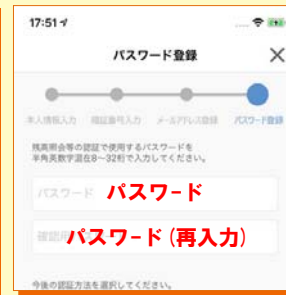 17:51
パスワード登録
本人情報入力 暗証番号入力 メールアドレス登録 パスワード登録
残高照会等の認証で使用するパスワードを
半角英数字混在8~32桁で入力してください。
パスワード パスワード
確認用 パスワード(再入力)
今後の認証方法を選択してください。